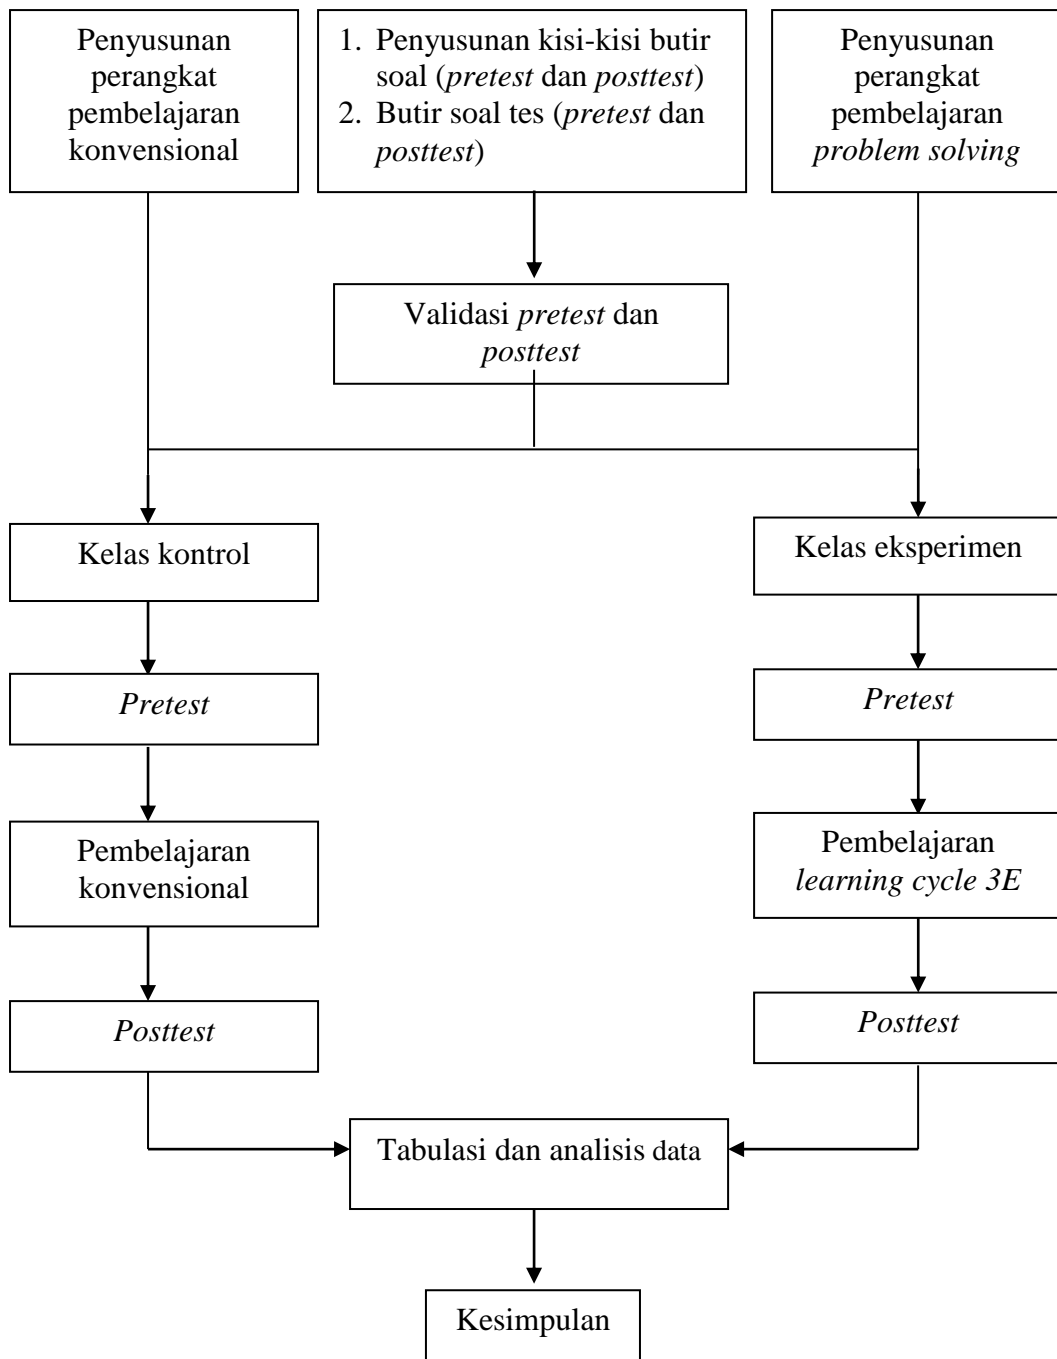 Penyusunan
perangkat
pembelajaran
konvensional
1. Penyusunan kisi-kisi butir
soal (pretest dan posttest)
2. Butir soal tes (pretest dan
posttest)
Penyusunan
perangkat
pembelajaran
problem solving
Validasi pretest dan
posttest
Kelas kontrol
Kelas eksperimen
Pretest
Pretest
Pembelajaran
konvensional
Pembelajaran
learning cycle 3E
Posttest
Posttest
Tabulasi dan analisis data
Kesimpulan